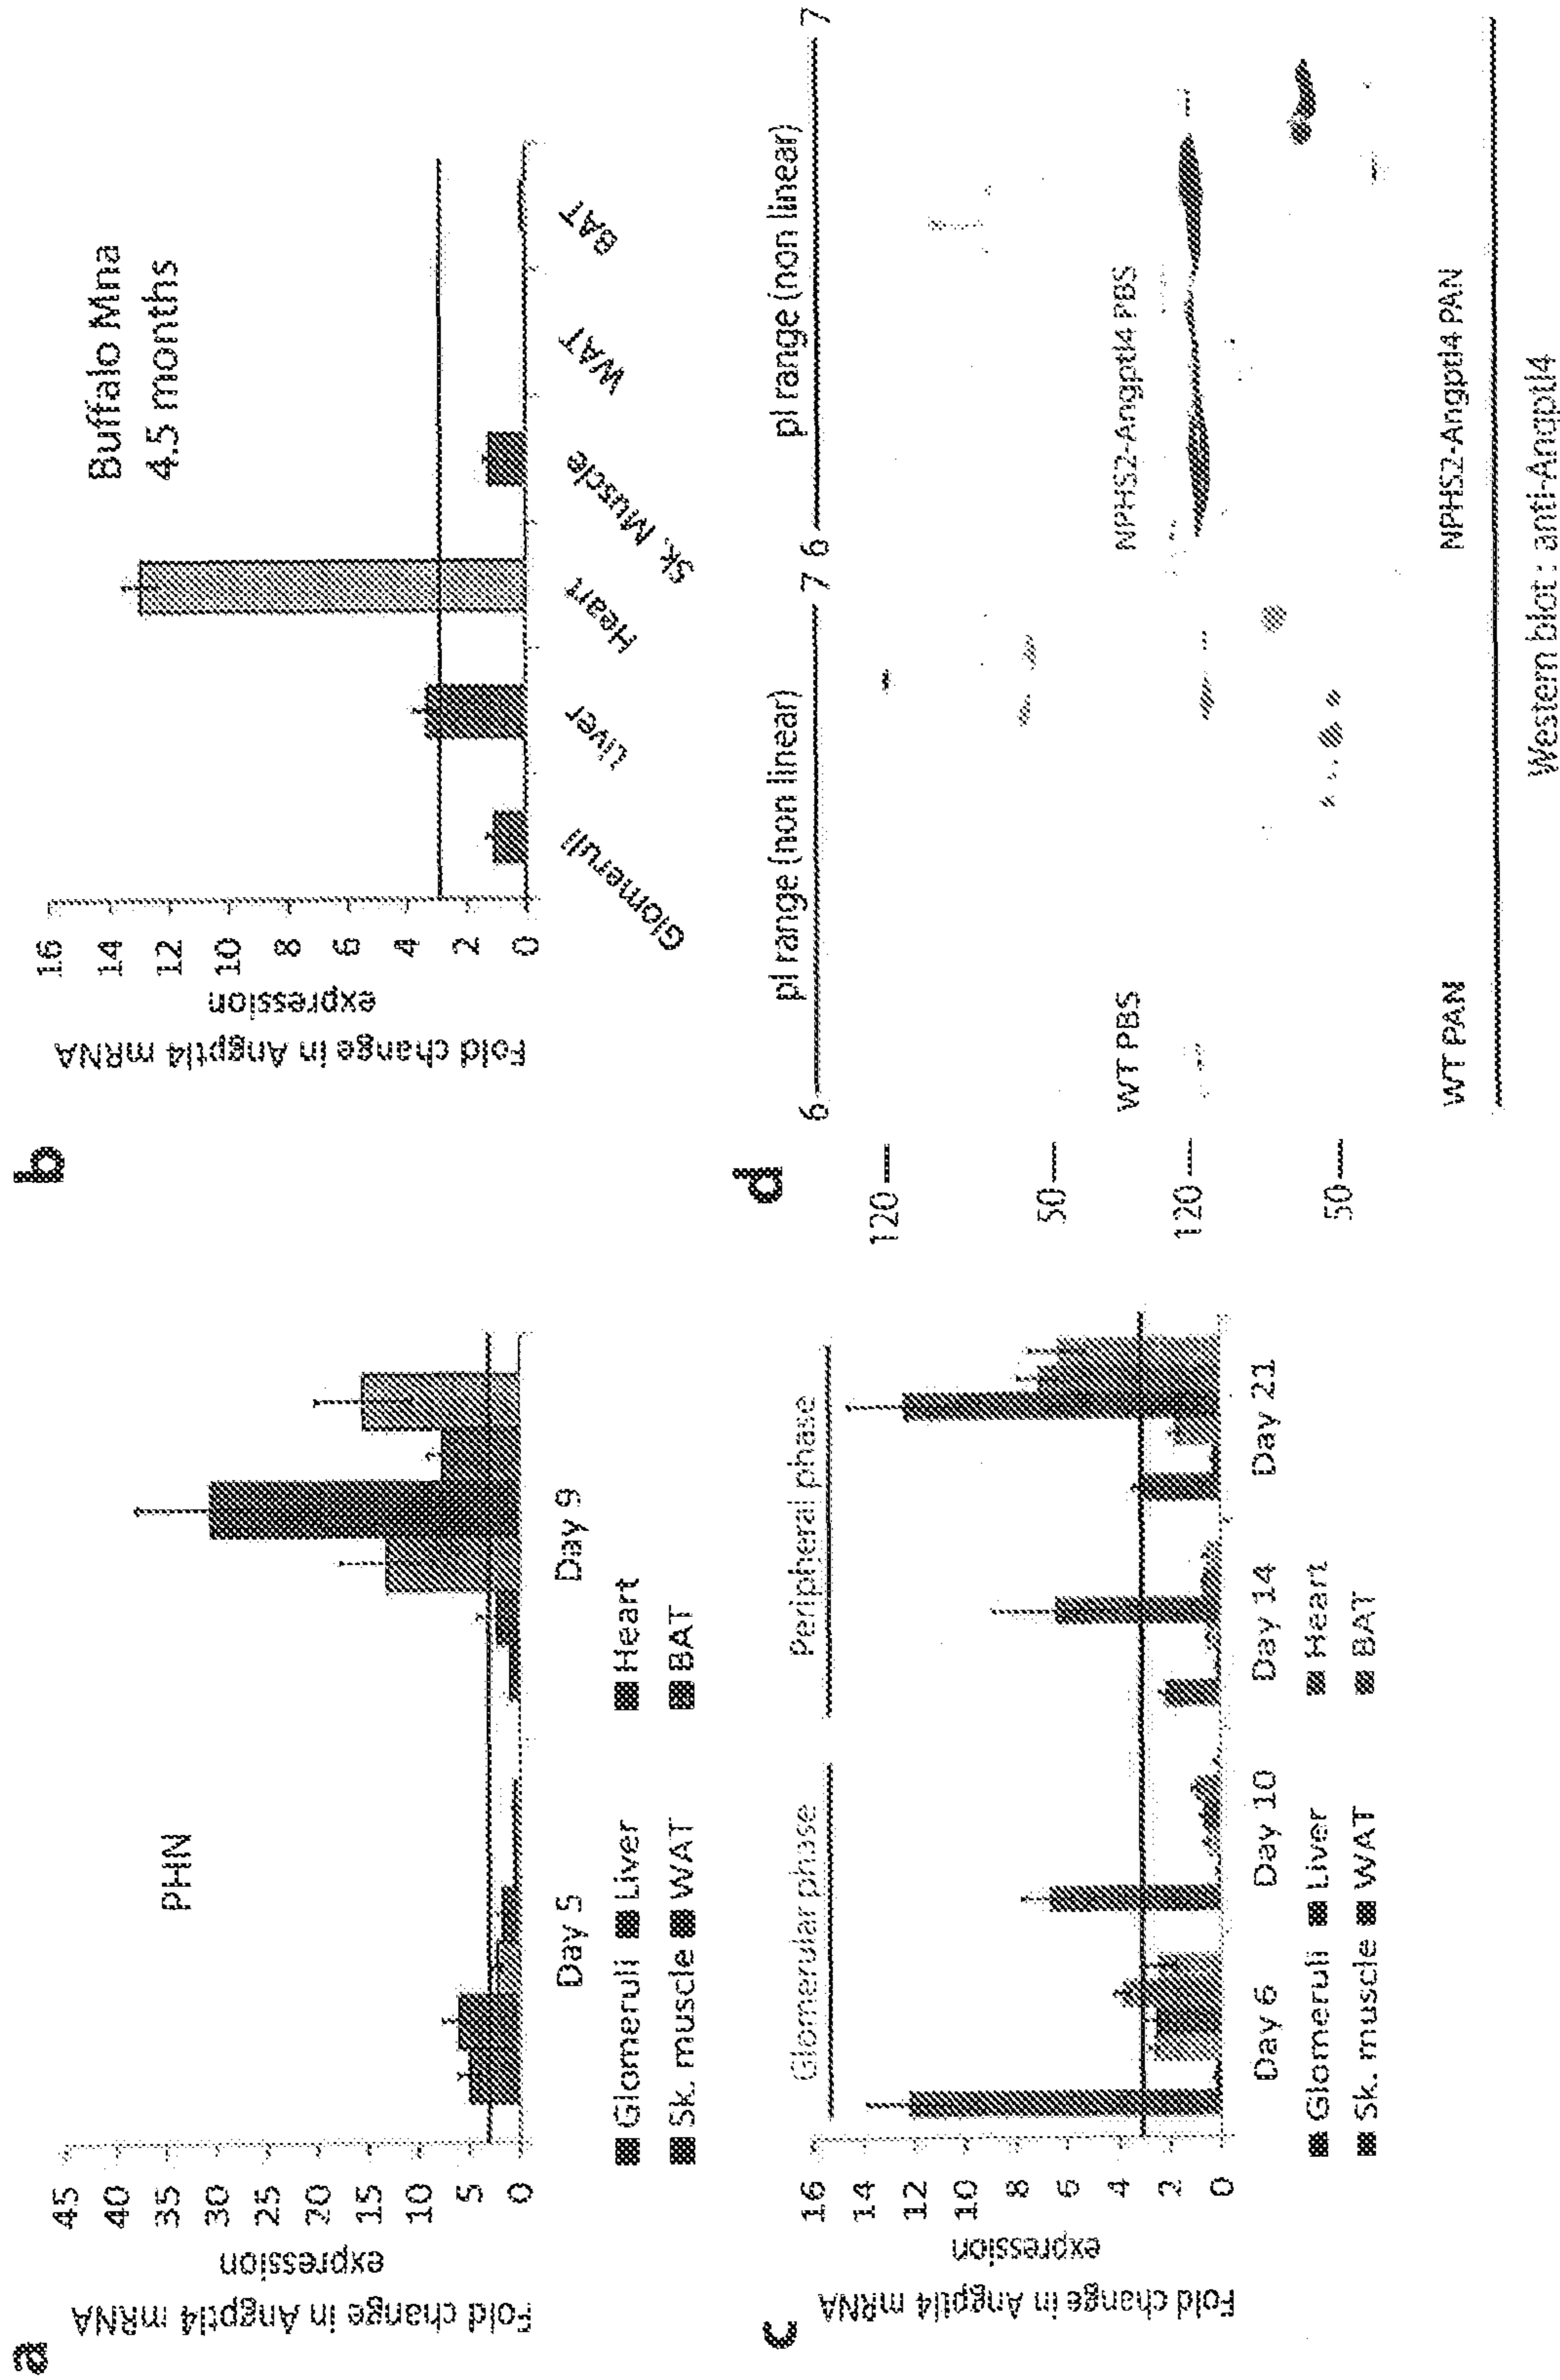 a
PHN
Fold change in Angptl4 mRNA
expression
45
40
35
30
25
20
15
10
5
0
Day 5
Day 9
Glomeruli Liver Heart
Sk. muscle WAT BAT
b
Buffalo Mna
4.5 months
Fold change in Angptl4 mRNA
expression
16
14
12
10
8
6
4
2
0
Glomeruli
Liver
Heart
Sk. Muscle
WAT
BAT
c
Glomerular phase
Peripheral phase
Fold change in Angptl4 mRNA
expression
16
14
12
10
8
6
4
2
0
Day 6
Day 10
Day 14
Day 21
Glomeruli Liver Heart
Sk. muscle WAT BAT
d
pI range (non linear)
pI range (non linear)
6
7
6
7
120
50
WT PBS
NPHS2-Angptl4 PBS
120
50
WT PAN
NPHS2-Angptl4 PAN
Western blot : anti-Angptl4